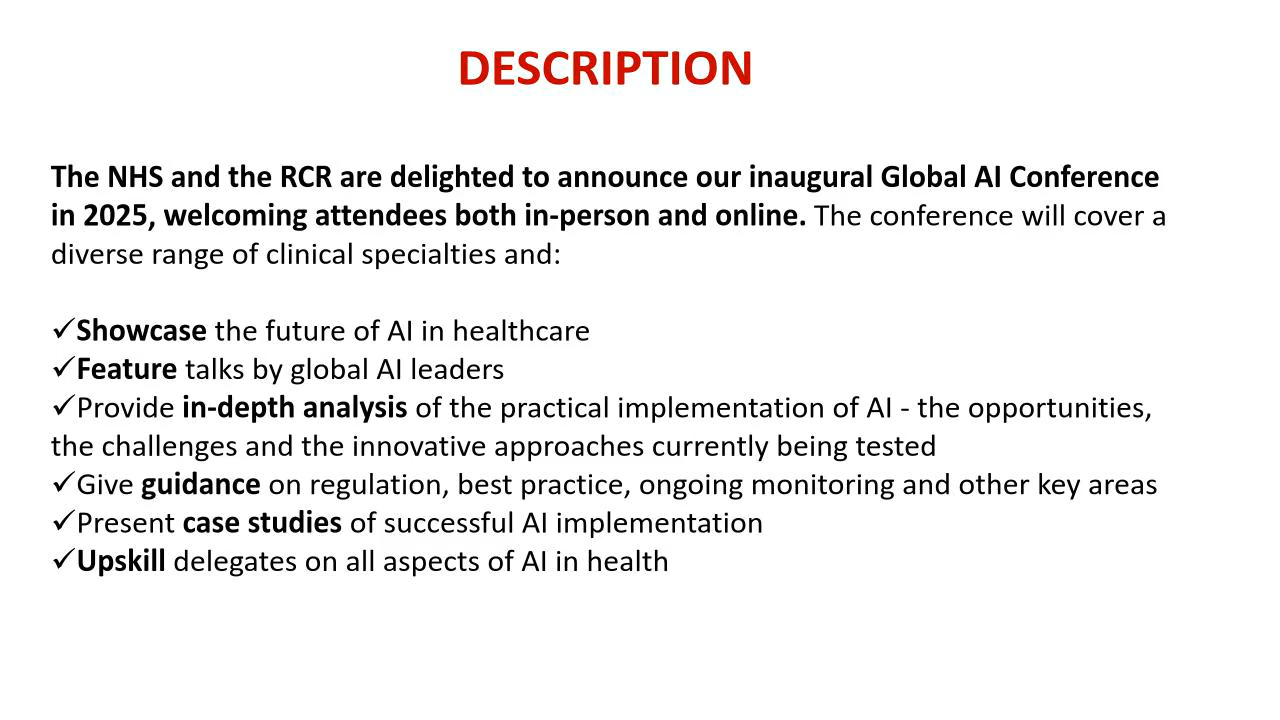 DESCRIPTION
The NHS and the RCR are delighted to announce our inaugural Global AI Conference
in 2025, welcoming attendees both in-person and online. The conference will cover a
diverse range of clinical specialties and:
✓Showcase the future of AI in healthcare
✓Feature talks by global AI leaders
✓Provide in-depth analysis of the practical implementation of AI - the opportunities,
the challenges and the innovative approaches currently being tested
✓Give guidance on regulation, best practice, ongoing monitoring and other key areas
✓Present case studies of successful AI implementation
✓Upskill delegates on all aspects of AI in health